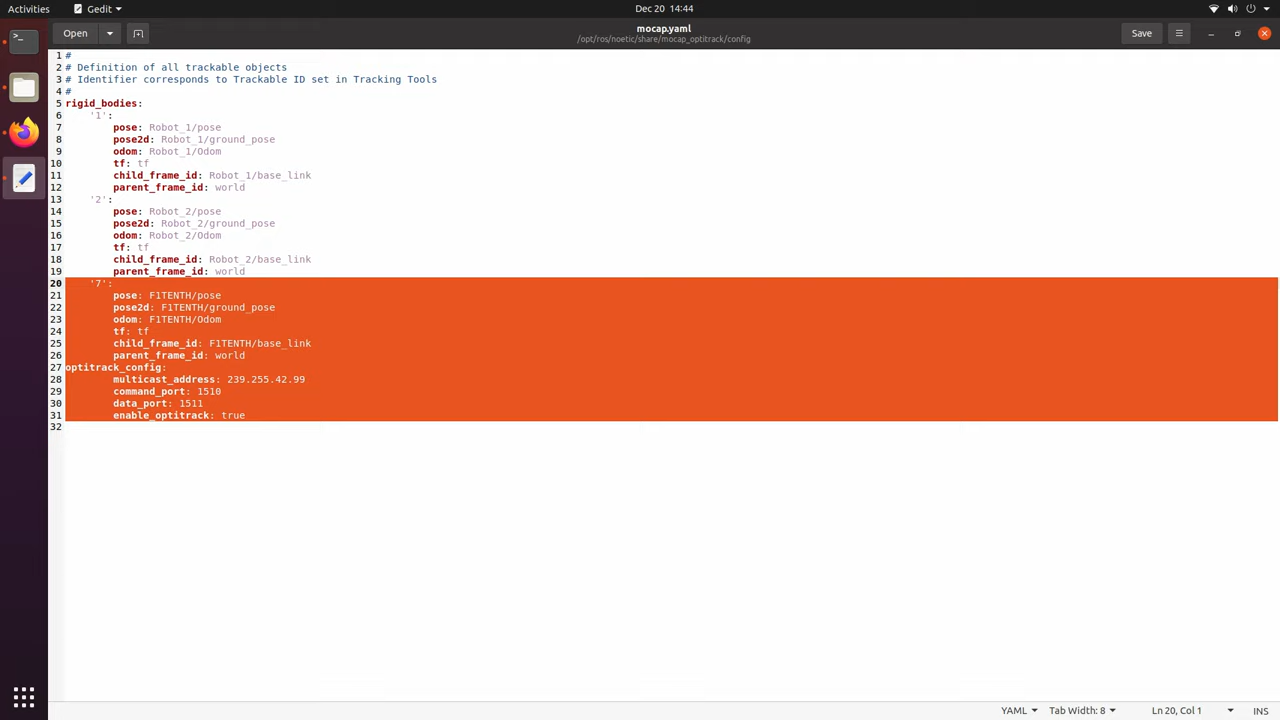 Activities
Gedit
Dec 20 14:44
Open
mocap.yaml
/opt/ros/noetic/share/mocap_optitrack/config
Save
1 #
2 # Definition of all trackable objects
3 # Identifier corresponds to Trackable ID set in Tracking Tools
4 #
5 rigid_bodies:
6     '1':
7         pose: Robot_1/pose
8         pose2d: Robot_1/ground_pose
9         odom: Robot_1/Odom
10         tf: tf
11         child_frame_id: Robot_1/base_link
12         parent_frame_id: world
13     '2':
14         pose: Robot_2/pose
15         pose2d: Robot_2/ground_pose
16         odom: Robot_2/Odom
17         tf: tf
18         child_frame_id: Robot_2/base_link
19         parent_frame_id: world
20     '7':
21         pose: F1TENTH/pose
22         pose2d: F1TENTH/ground_pose
23         odom: F1TENTH/Odom
24         tf: tf
25         child_frame_id: F1TENTH/base_link
26         parent_frame_id: world
27 optitrack_config:
28         multicast_address: 239.255.42.99
29         command_port: 1510
30         data_port: 1511
31         enable_optitrack: true
32
YAML
Tab Width: 8
Ln 20, Col 1
INS